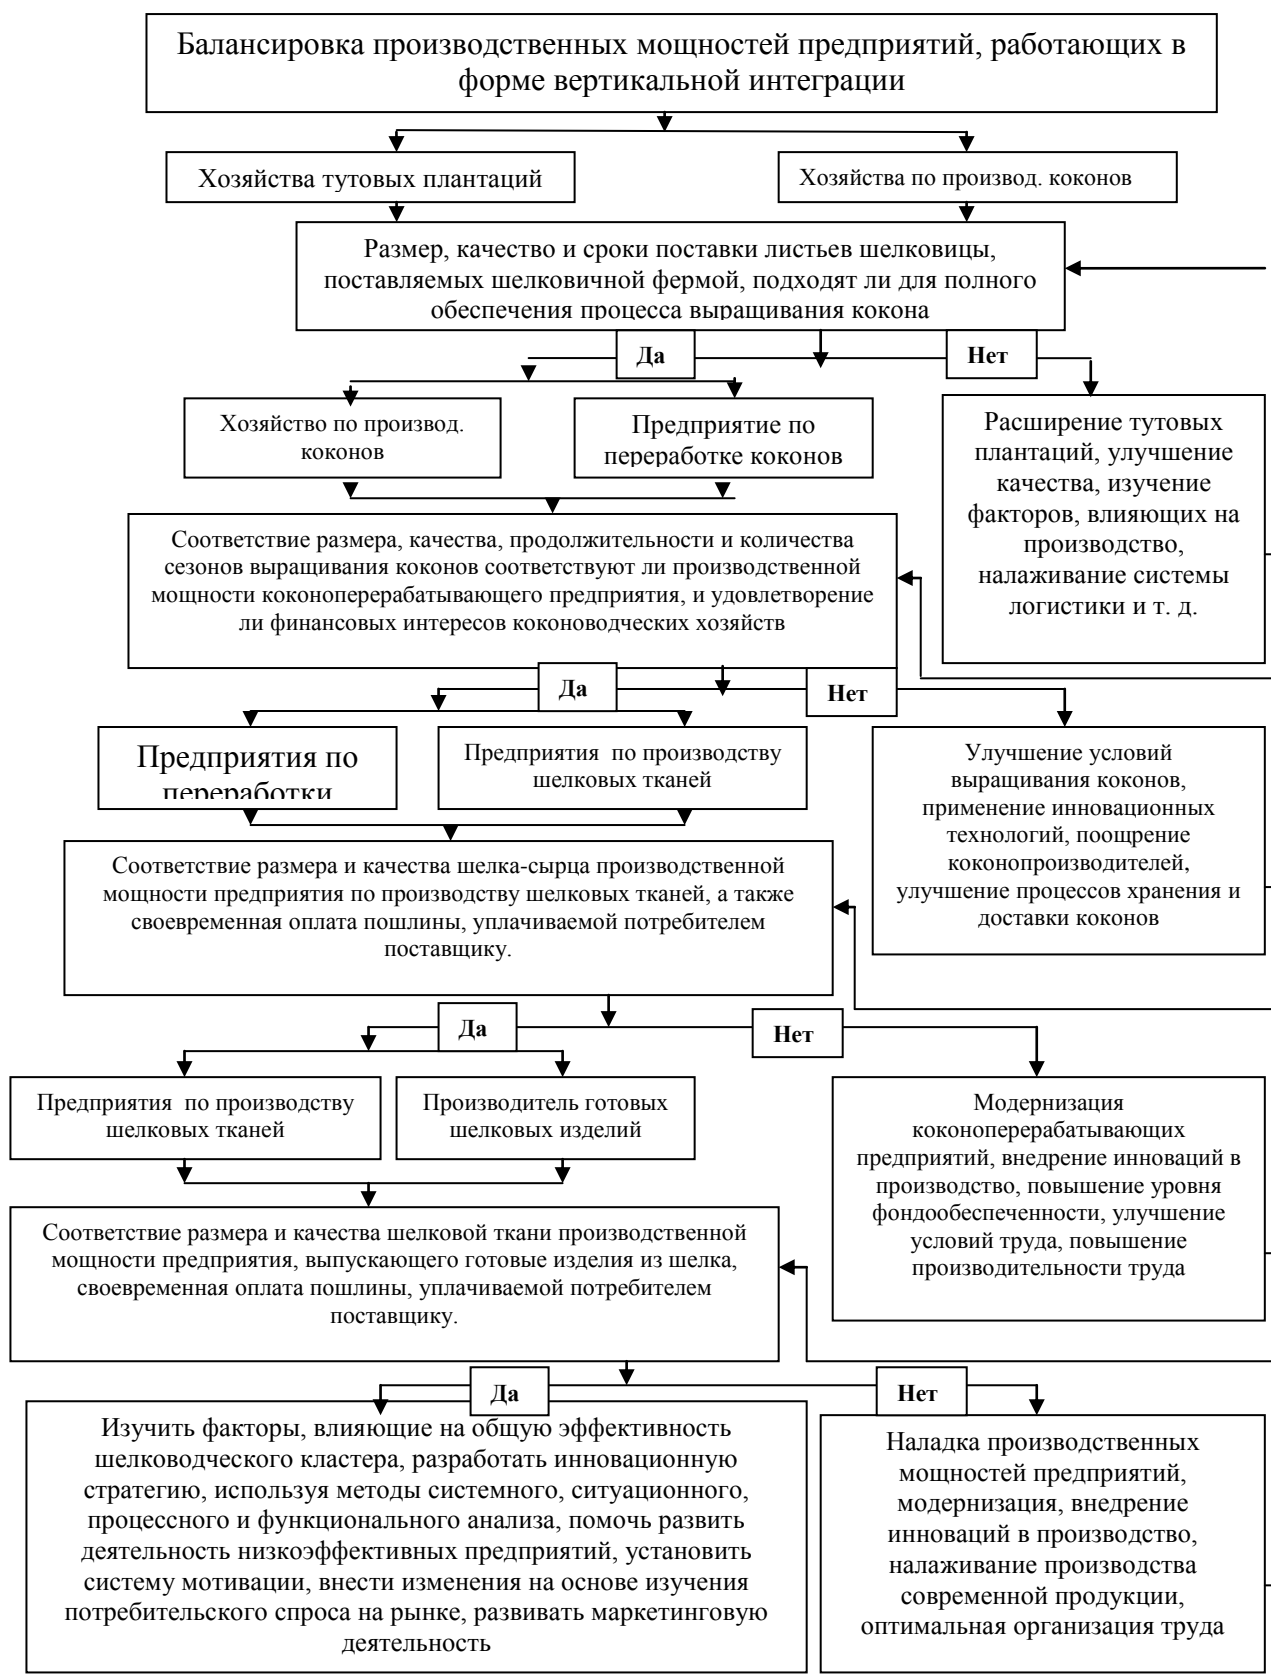 Балансировка производственных мощностей предприятий, работающих в
форме вертикальной интеграции
Хозяйства тутовых плантаций
Хозяйства по производ. коконов
Размер, качество и сроки поставки листьев шелковицы,
поставляемых шелковичной фермой, подходят ли для полного
обеспечения процесса выращивания кокона
Да
Нет
Хозяйство по производ.
коконов
Предприятие по
переработке коконов
Расширение тутовых
плантаций, улучшение
качества, изучение
факторов, влияющих на
производство,
налаживание системы
логистики и т. д.
Соответствие размера, качества, продолжительности и количества
сезонов выращивания коконов соответствуют ли производственной
мощности коконоперерабатывающего предприятия, и удовлетворение
ли финансовых интересов коконоводческих хозяйств
Да
Нет
Предприятия по
переработки
Предприятия по производству
шелковых тканей
Улучшение условий
выращивания коконов,
применение инновационных
технологий, поощрение
коконопроизводителей,
улучшение процессов хранения и
доставки коконов
Соответствие размера и качества шелка-сырца производственной
мощности предприятия по производству шелковых тканей, а также
своевременная оплата пошлины, уплачиваемой потребителем
поставщику.
Да
Нет
Предприятия по производству
шелковых тканей
Производитель готовых
шелковых изделий
Модернизация
коконоперерабатывающих
предприятий, внедрение инноваций в
производство, повышение уровня
фондообеспеченности, улучшение
условий труда, повышение
производительности труда
Соответствие размера и качества шелковой ткани производственной
мощности предприятия, выпускающего готовые изделия из шелка,
своевременная оплата пошлины, уплачиваемой потребителем
поставщику.
Да
Нет
Изучить факторы, влияющие на общую эффективность
шелководческого кластера, разработать инновационную
стратегию, используя методы системного, ситуационного,
процессного и функционального анализа, помочь развить
деятельность низкоэффективных предприятий, установить
систему мотивации, внести изменения на основе изучения
потребительского спроса на рынке, развивать маркетинговую
деятельность
Наладка производственных
мощностей предприятий,
модернизация, внедрение
инноваций в производство,
налаживание производства
современной продукции,
оптимальная организация труда